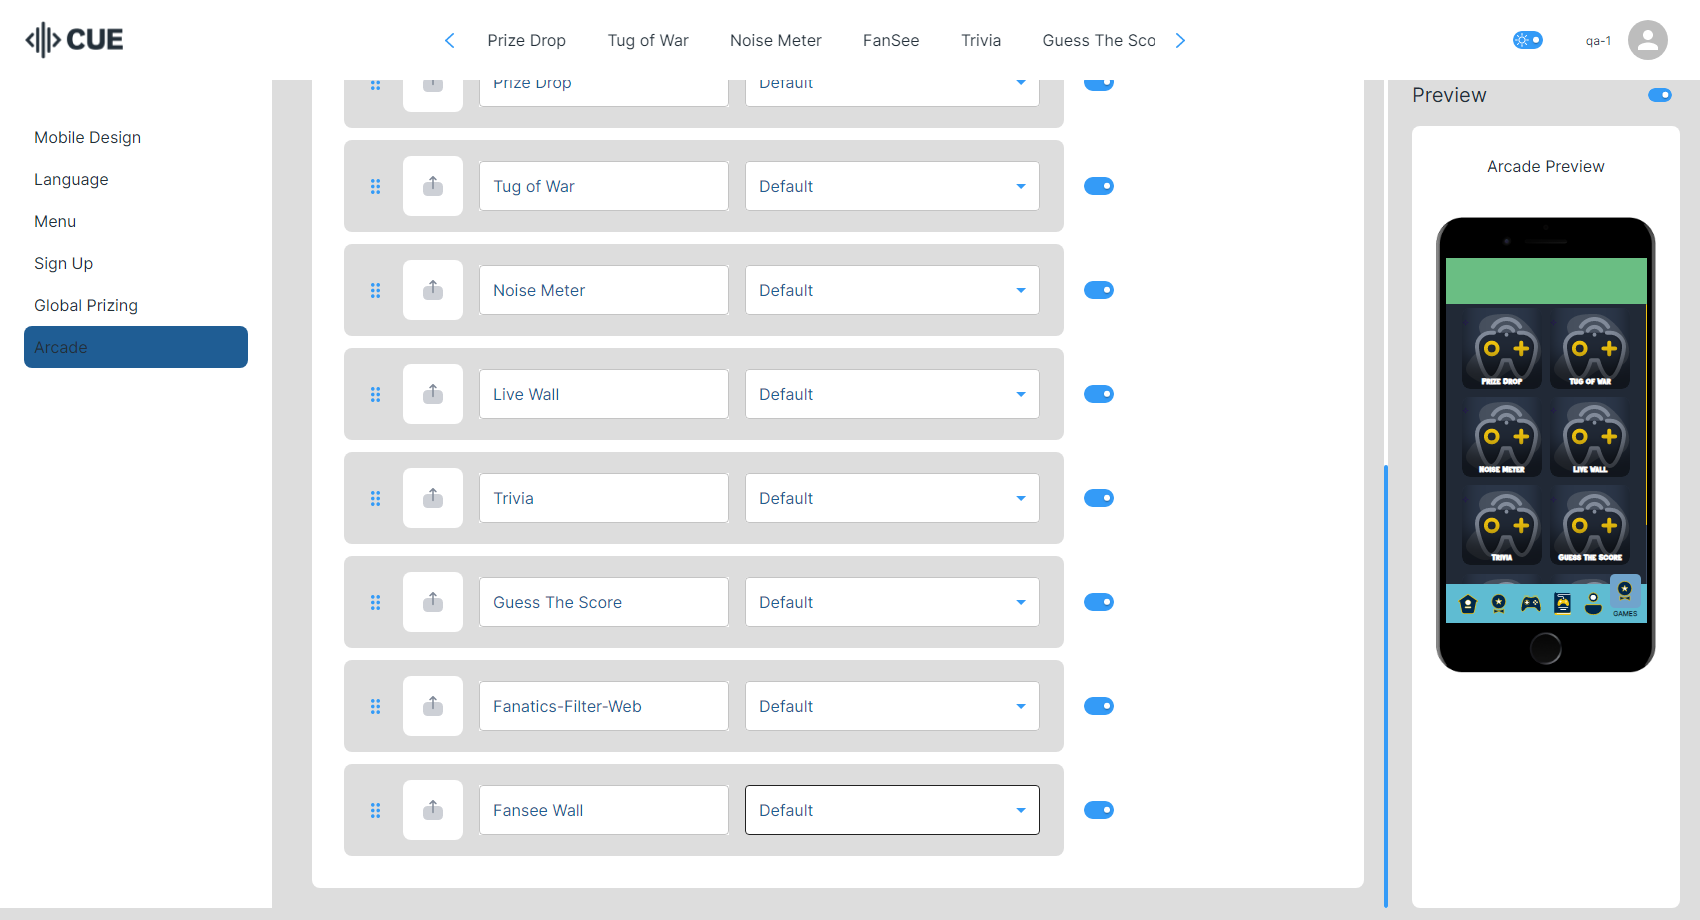 CUE
Prize Drop Tug of War Noise Meter FanSee Trivia Guess The Sco
qa-1
Mobile Design
Language
Menu
Sign Up
Global Prizing
Arcade
Prize Drop Default
Tug of War Default
Noise Meter Default
Live Wall Default
Trivia Default
Guess The Score Default
Fanatics-Filter-Web Default
Fansee Wall Default
Preview
Arcade Preview
PRIZE DROP TUG OF WAR
NOISE METER LIVE WALL
TRIVIA GUESS THE SCORE
GAMES